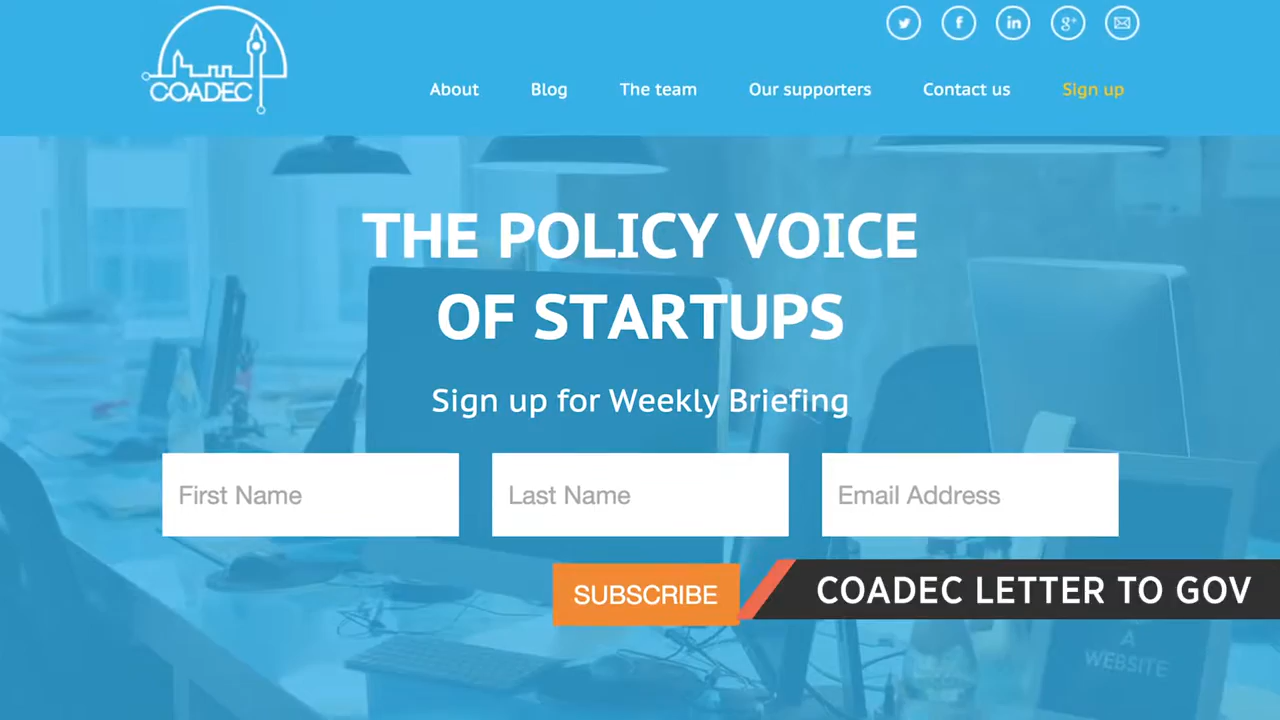 COADEC
About
Blog
The team
Our supporters
Contact us
Sign up
THE POLICY VOICE
OF STARTUPS
Sign up for Weekly Briefing
First Name
Last Name
Email Address
SUBSCRIBE
COADEC LETTER TO GOV
A
WEBSITE